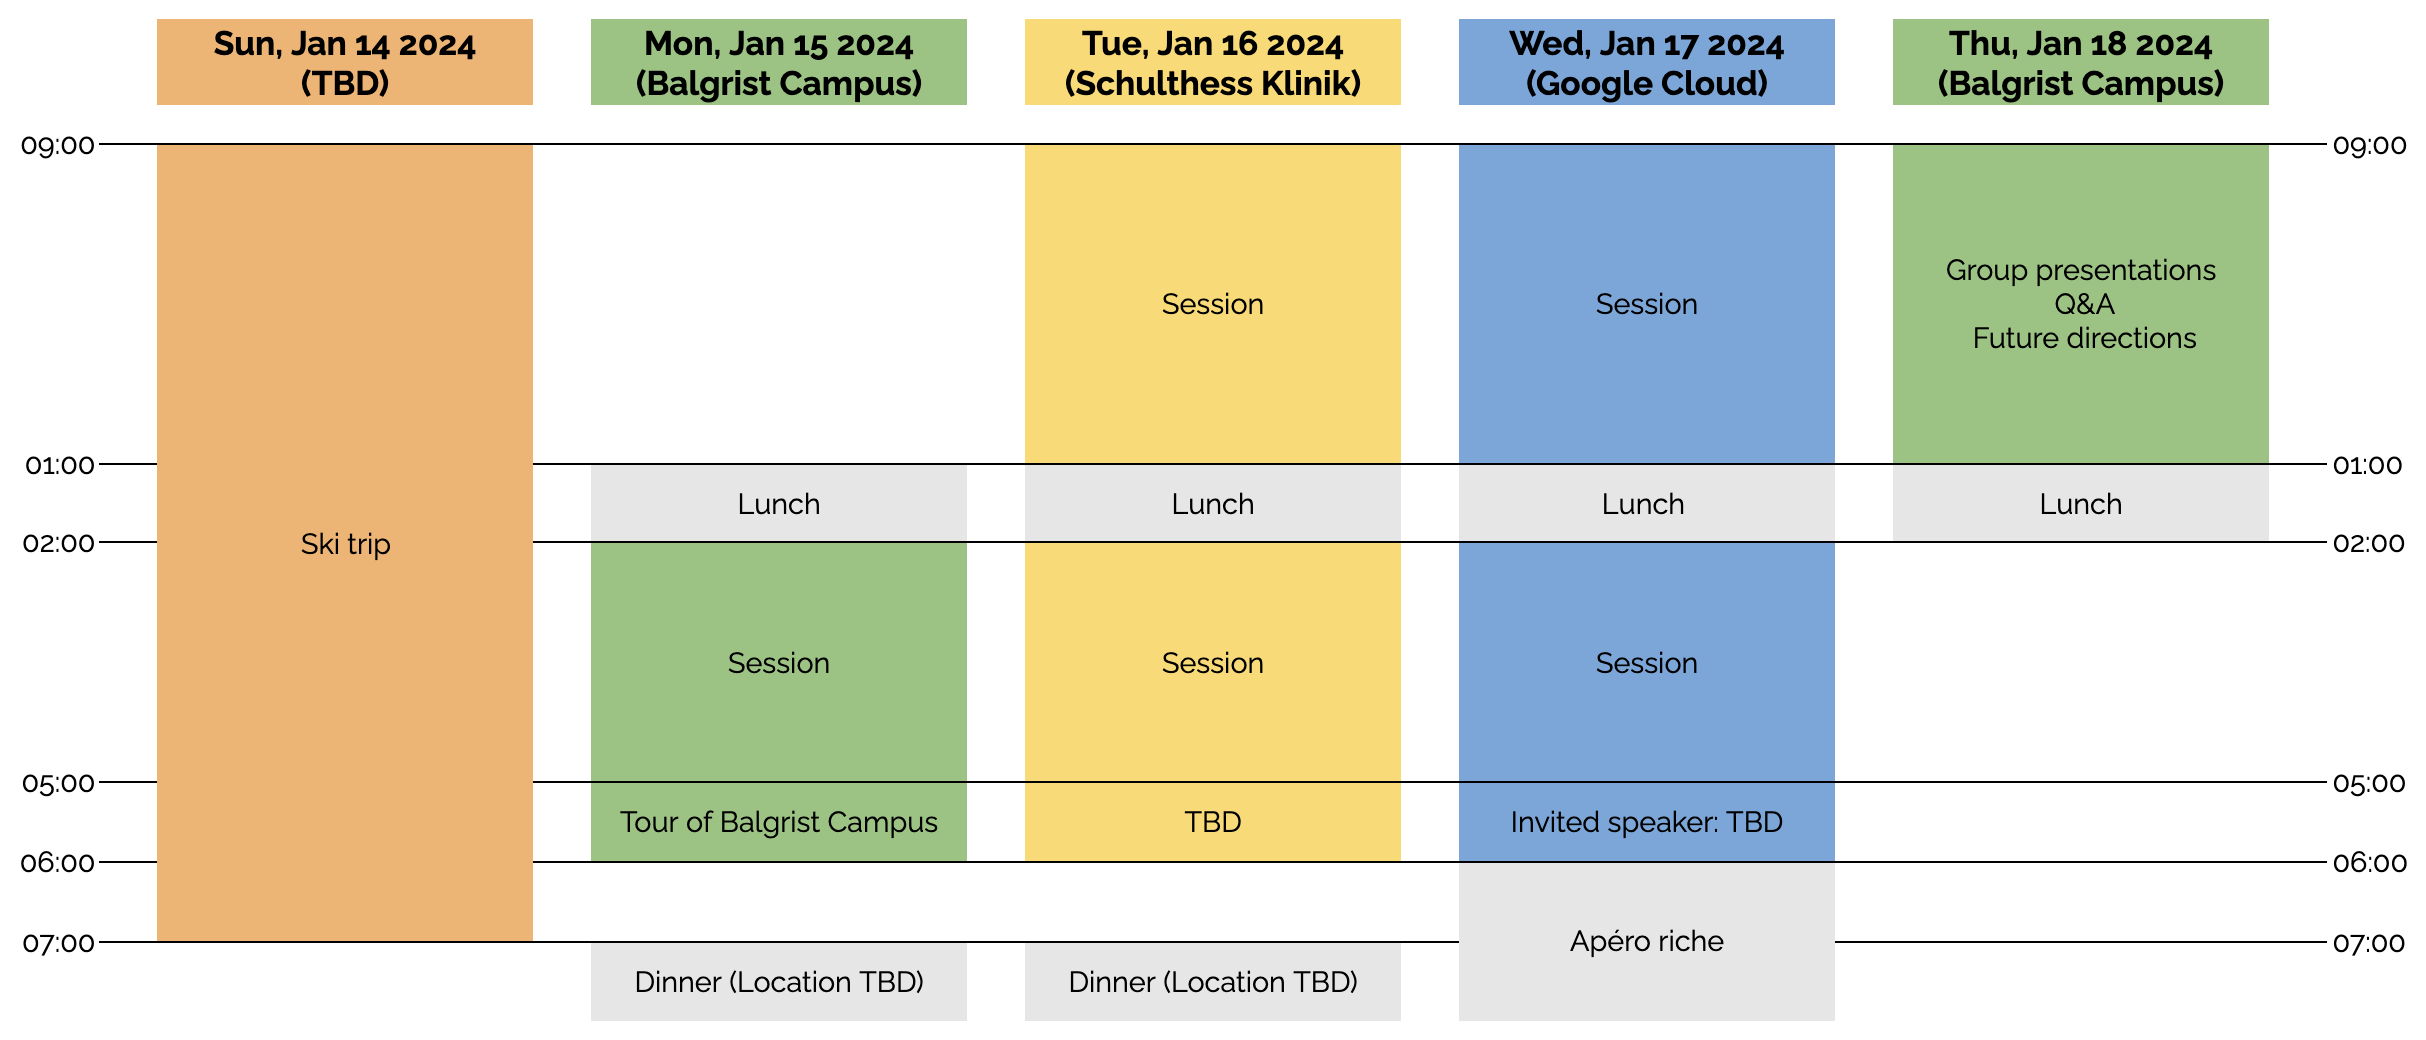 Sun, Jan 14 2024
(TBD)
Mon, Jan 15 2024
(Balgrist Campus)
Tue, Jan 16 2024
(Schulthess Klinik)
Wed, Jan 17 2024
(Google Cloud)
Thu, Jan 18 2024
(Balgrist Campus)
09:00
09:00
Session
Session
Group presentations
Q&A
Future directions
01:00
01:00
Lunch
Lunch
Lunch
Lunch
02:00
Ski trip
02:00
Session
Session
Session
05:00
05:00
Tour of Balgrist Campus
TBD
Invited speaker: TBD
06:00
06:00
07:00
Apéro riche
07:00
Dinner (Location TBD)
Dinner (Location TBD)